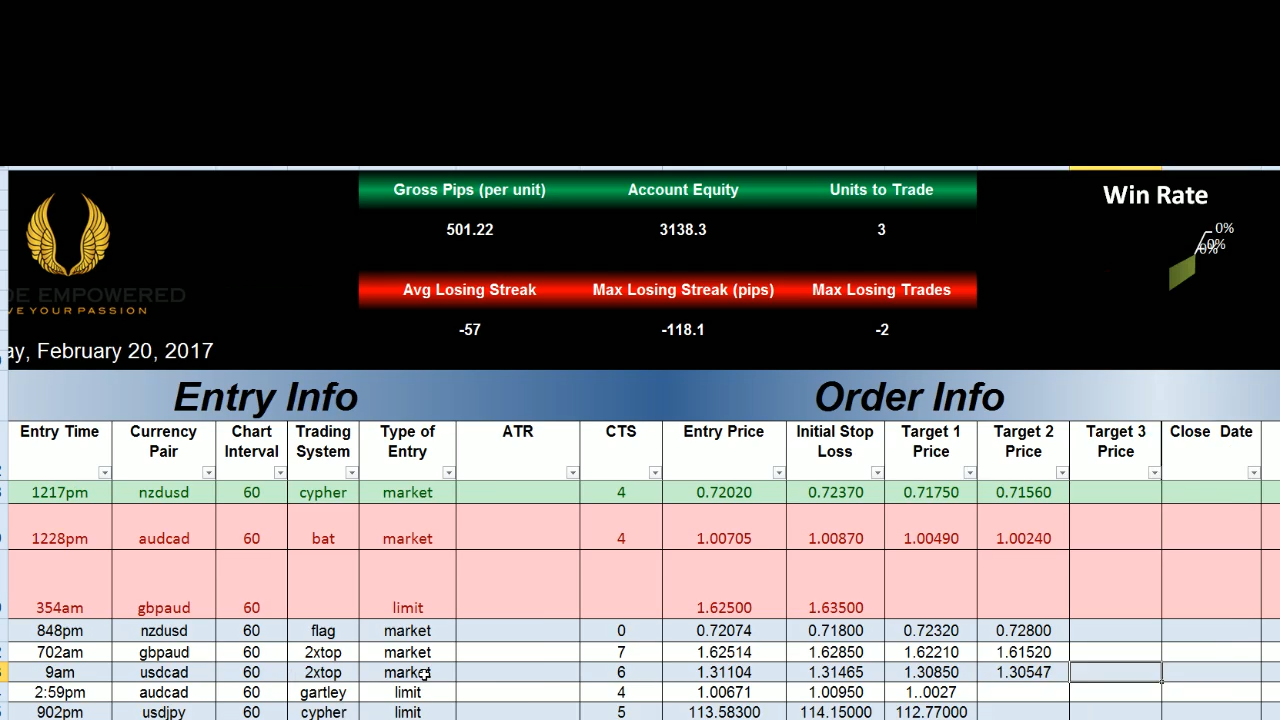 Gross Pips (per unit) Account Equity Units to Trade
501.22 3138.3 3
Win Rate
0%
0%
0%
Avg Losing Streak Max Losing Streak (pips) Max Losing Trades
-57 -118.1 -2
DE EMPOWERED
VE YOUR PASSION
ay, February 20, 2017
Entry Info Order Info
Entry Time Currency Pair Chart Interval Trading System Type of Entry ATR CTS Entry Price Initial Stop Loss Target 1 Price Target 2 Price Target 3 Price Close Date
1217pm nzdusd 60 cypher market 4 0.72020 0.72370 0.71750 0.71560
1228pm audcad 60 bat market 4 1.00705 1.00870 1.00490 1.00240
354am gbpaud 60 limit 1.62500 1.63500
848pm nzdusd 60 flag market 0 0.72074 0.71800 0.72320 0.72800
702am gbpaud 60 2xtop market 7 1.62514 1.62850 1.62210 1.61520
9am usdcad 60 2xtop market 6 1.31104 1.31465 1.30850 1.30547
2:59pm audcad 60 gartley limit 4 1.00671 1.00950 1..0027
902pm usdjpy 60 cypher limit 5 113.58300 114.15000 112.77000